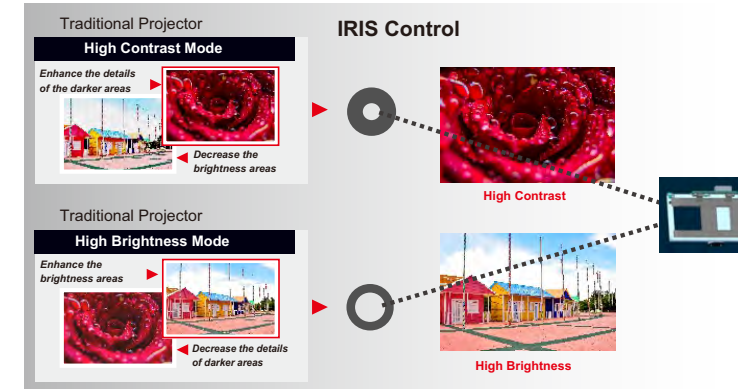 Traditional Projector
IRIS Control
High Contrast Mode
Enhance the details
of the darker areas
Decrease the
brightness areas
High Contrast
Traditional Projector
High Brightness Mode
Enhance the
brightness areas
Decrease the details
of darker areas
High Brightness